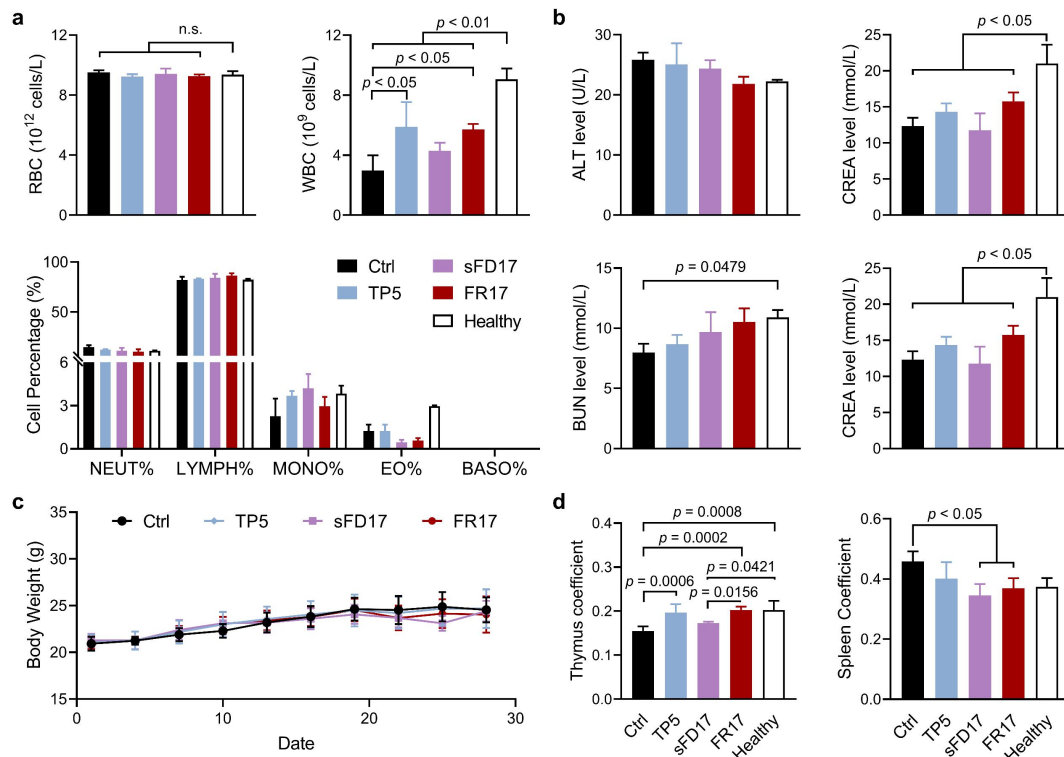 a
RBC (10^12 cells/L)
12
8
4
0
n.s.
WBC (10^9 cells/L)
12
8
4
0
p < 0.01
p < 0.05
p < 0.05
Cell Percentage (%)
100
50
6
3
0
NEUT% LYMPH% MONO% EO% BASO%
Ctrl sFD17
TP5 FR17
Healthy
b
ALT level (U/L)
30
20
10
0
CREA level (mmol/L)
25
20
15
10
5
0
p < 0.05
BUN level (mmol/L)
15
10
5
0
p = 0.0479
CREA level (mmol/L)
25
20
15
10
5
0
p < 0.05
c
Ctrl TP5 sFD17 FR17
Body Weight (g)
30
25
20
15
0 10 20 30
Date
d
Thymus coefficient
0.4
0.3
0.2
0.1
0.0
p = 0.0008
p = 0.0002
p = 0.0006
p = 0.0421
p = 0.0156
Ctrl TP5 sFD17 FR17 Healthy
Spleen Coefficient
0.6
0.4
0.2
0.0
p < 0.05
Ctrl TP5 sFD17 FR17 Healthy